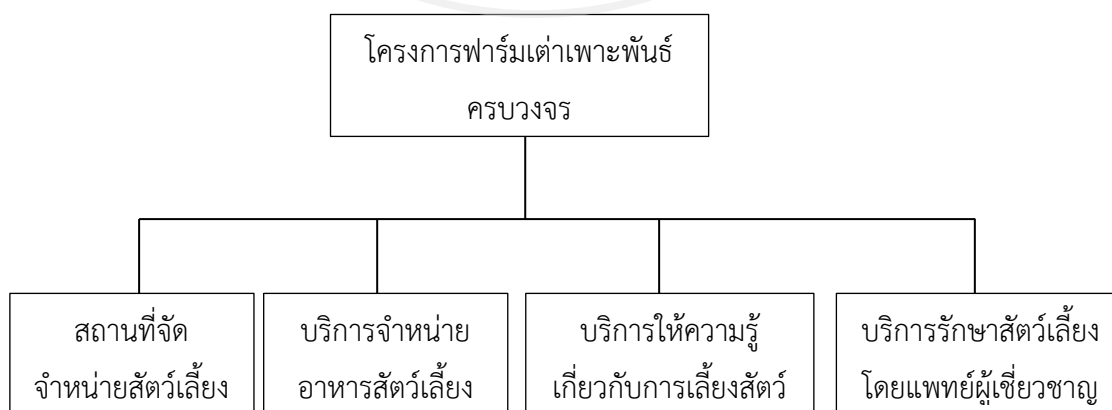 โครงการฟาร์มเต่าเพาะพันธ์
ครบวงจร
สถานที่จัด
จำหน่ายสัตว์เลี้ยง
บริการจำหน่าย
อาหารสัตว์เลี้ยง
บริการให้ความรู้
เกี่ยวกับการเลี้ยงสัตว์
บริการรักษาสัตว์เลี้ยง
โดยแพทย์ผู้เชี่ยวชาญ